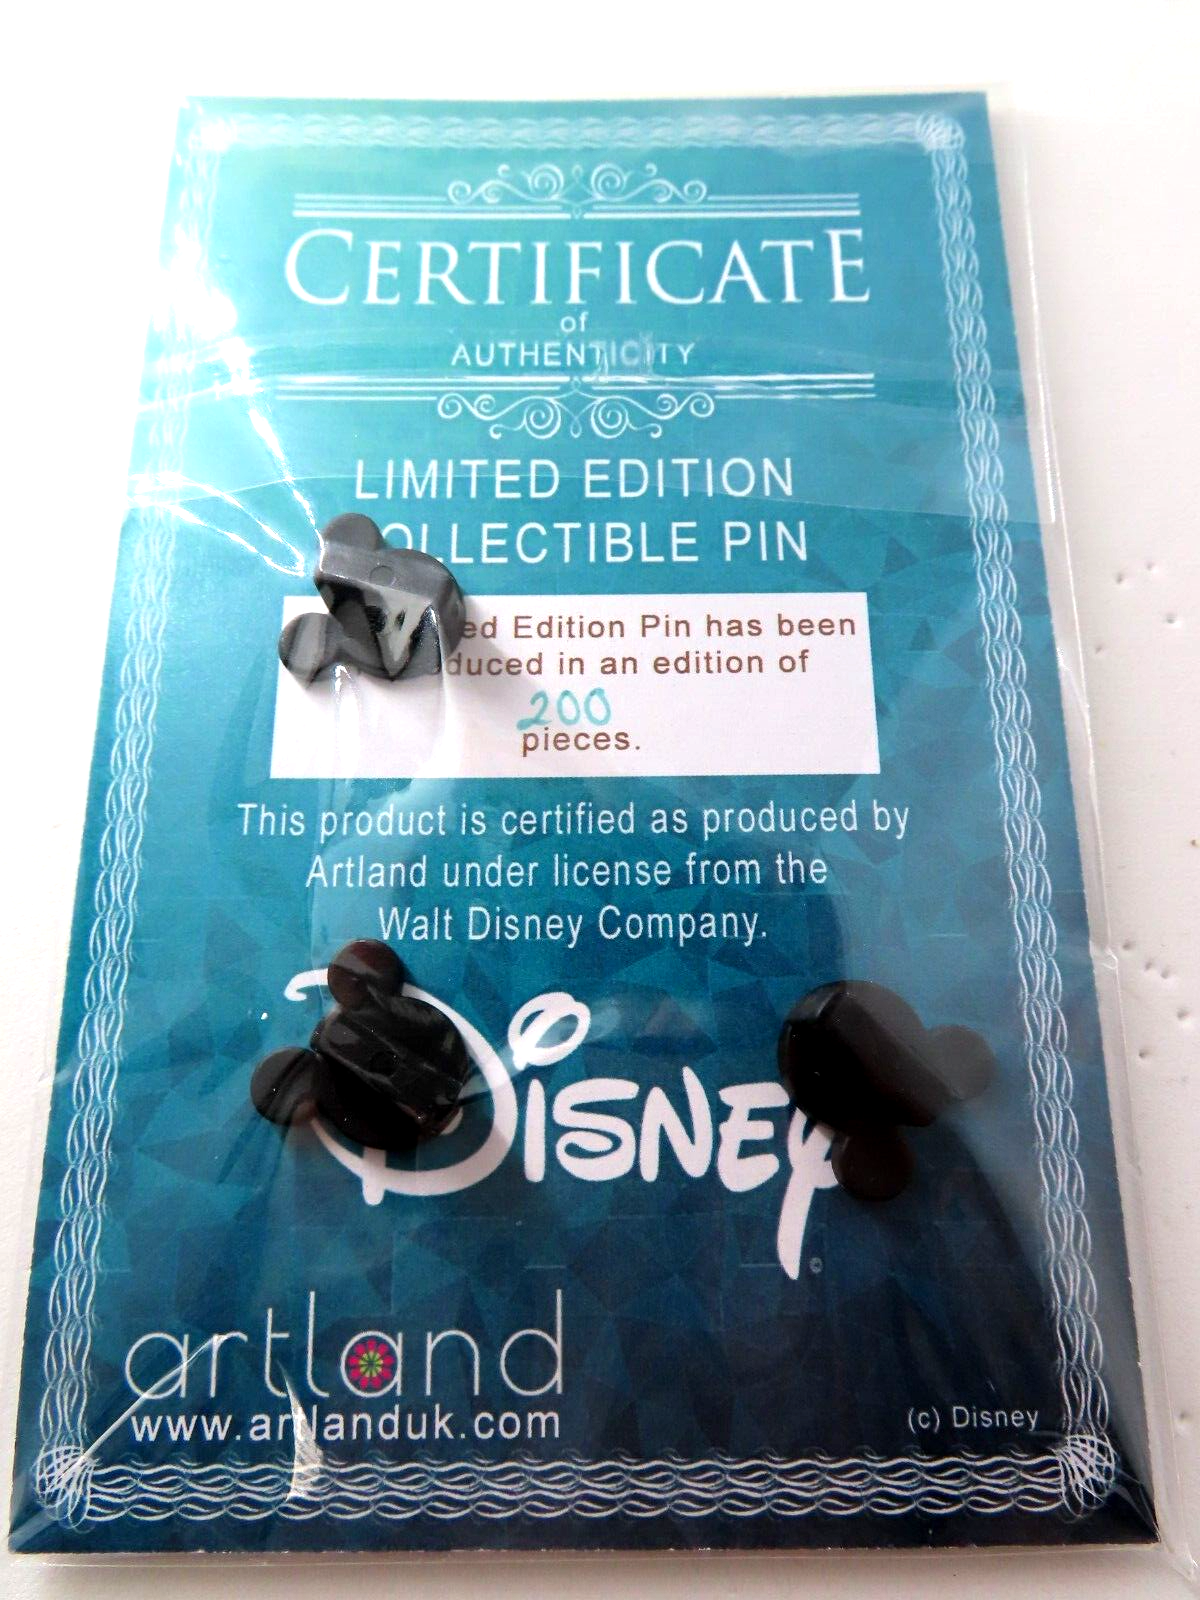 CERTIFICATE
of
AUTHENTICITY
LIMITED EDITION
COLLECTIBLE PIN
ed Edition Pin has been
duced in an edition of
200
pieces.
This product is certified as produced by
Artland under license from the
Walt Disney Company.
DISNEY
©
artland
www.artlanduk.com
(c) Disney